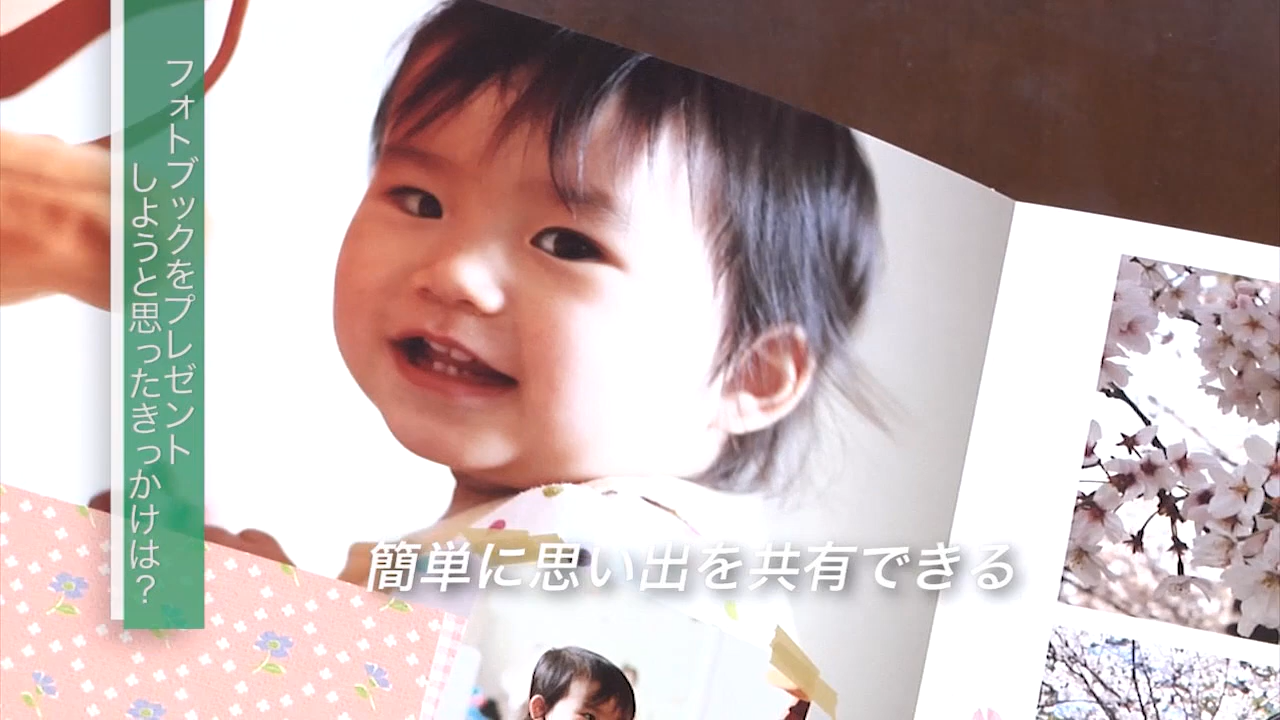 フォトブックをプレゼント
しようと思ったきっかけは？
簡単に思い出を共有できる